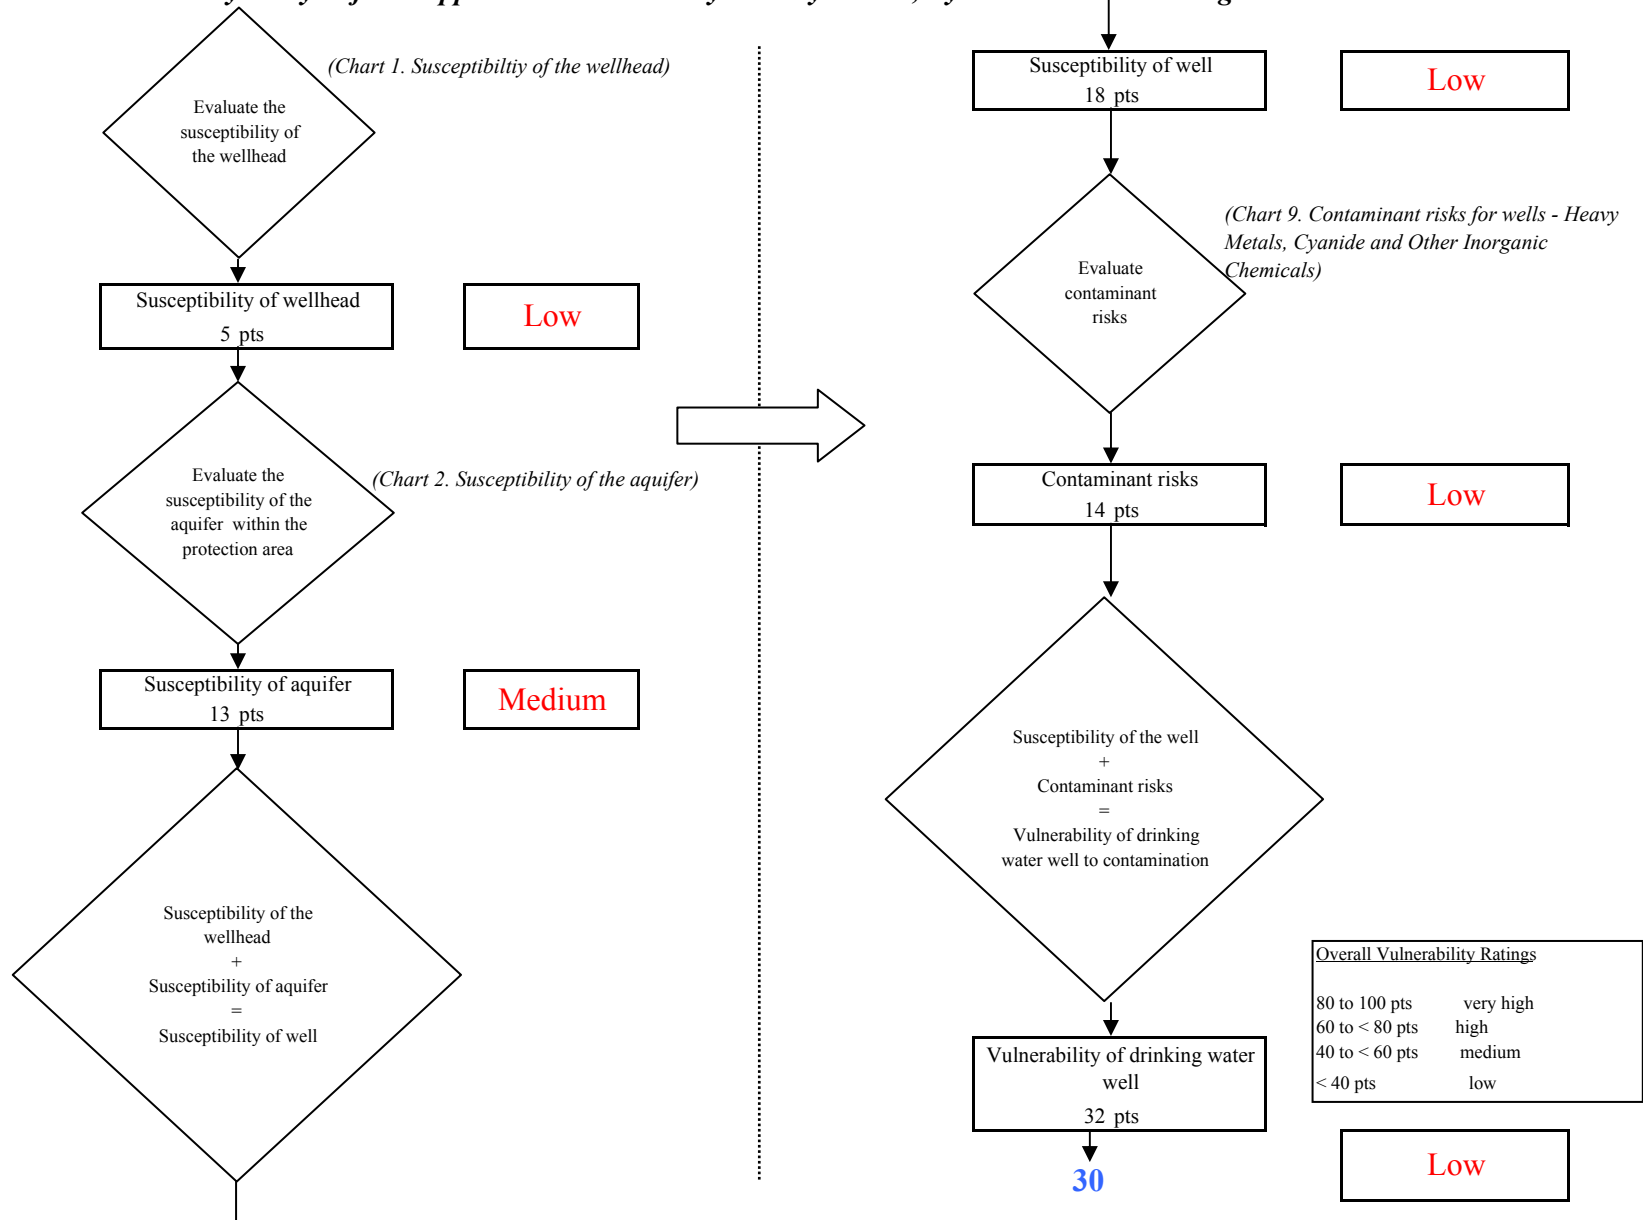 (Chart 1. Susceptibiltiy of the wellhead)
Evaluate the
susceptibility of
the wellhead
Susceptibility of wellhead
5 pts
Low
Evaluate the
susceptibility of the
aquifer within the
protection area
(Chart 2. Susceptibility of the aquifer)
Susceptibility of aquifer
13 pts
Medium
Susceptibility of the
wellhead
+
Susceptibility of aquifer
=
Susceptibility of well
Susceptibility of well
18 pts
Low
(Chart 9. Contaminant risks for wells - Heavy
Metals, Cyanide and Other Inorganic
Chemicals)
Evaluate
contaminant
risks
Contaminant risks
14 pts
Low
Susceptibility of the well
+
Contaminant risks
=
Vulnerability of drinking
water well to contamination
Overall Vulnerability Ratings
80 to 100 pts very high
60 to < 80 pts high
40 to < 60 pts medium
< 40 pts low
Vulnerability of drinking water
well
32 pts
30
Low